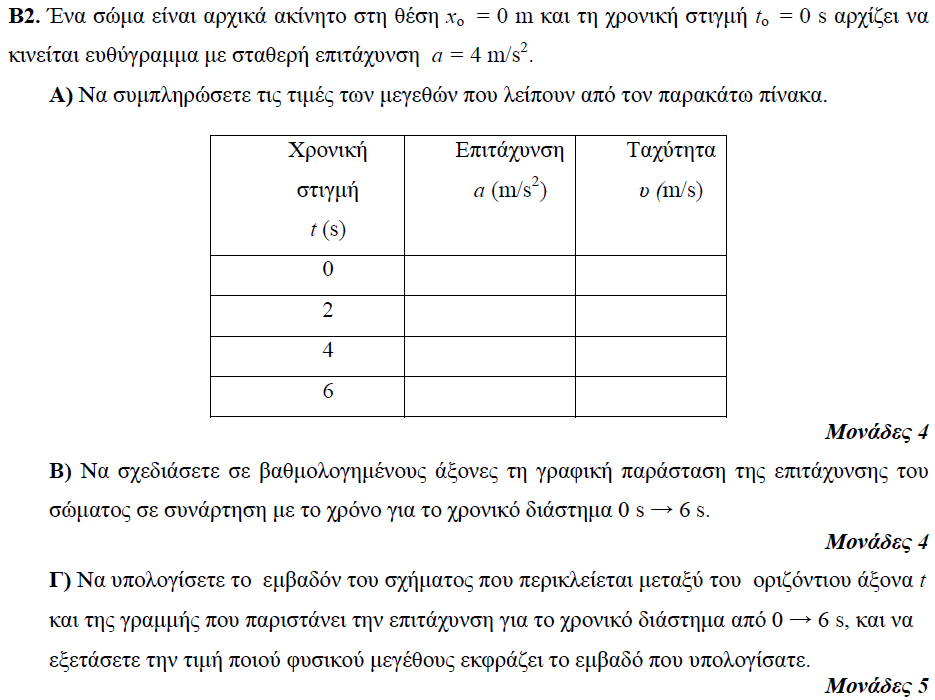 Β2. Ένα σώμα είναι αρχικά ακίνητο στη θέση xₒ = 0 m και τη χρονική στιγμή tₒ = 0 s αρχίζει να
κινείται ευθύγραμμα με σταθερή επιτάχυνση a = 4 m/s².
Α) Να συμπληρώσετε τις τιμές των μεγεθών που λείπουν από τον παρακάτω πίνακα.
Χρονική στιγμή t (s) Επιτάχυνση a (m/s²) Ταχύτητα υ (m/s)
0
2
4
6
Μονάδες 4
Β) Να σχεδιάσετε σε βαθμολογημένους άξονες τη γραφική παράσταση της επιτάχυνσης του
σώματος σε συνάρτηση με το χρόνο για το χρονικό διάστημα 0 s → 6 s.
Μονάδες 4
Γ) Να υπολογίσετε το εμβαδόν του σχήματος που περικλείεται μεταξύ του οριζόντιου άξονα t
και της γραμμής που παριστάνει την επιτάχυνση για το χρονικό διάστημα από 0 → 6 s, και να
εξετάσετε την τιμή ποιού φυσικού μεγέθους εκφράζει το εμβαδό που υπολογίσατε.
Μονάδες 5